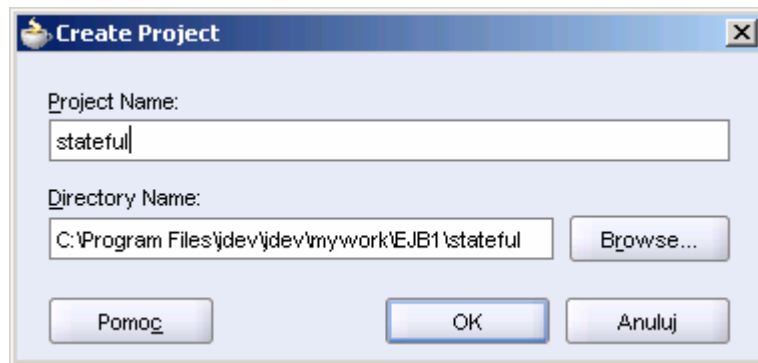 Create Project
Project Name:
stateful
Directory Name:
C:\Program Files\jdev\jdev\mywork\EJB1\stateful
Browse...
Pomoc
OK
Anuluj